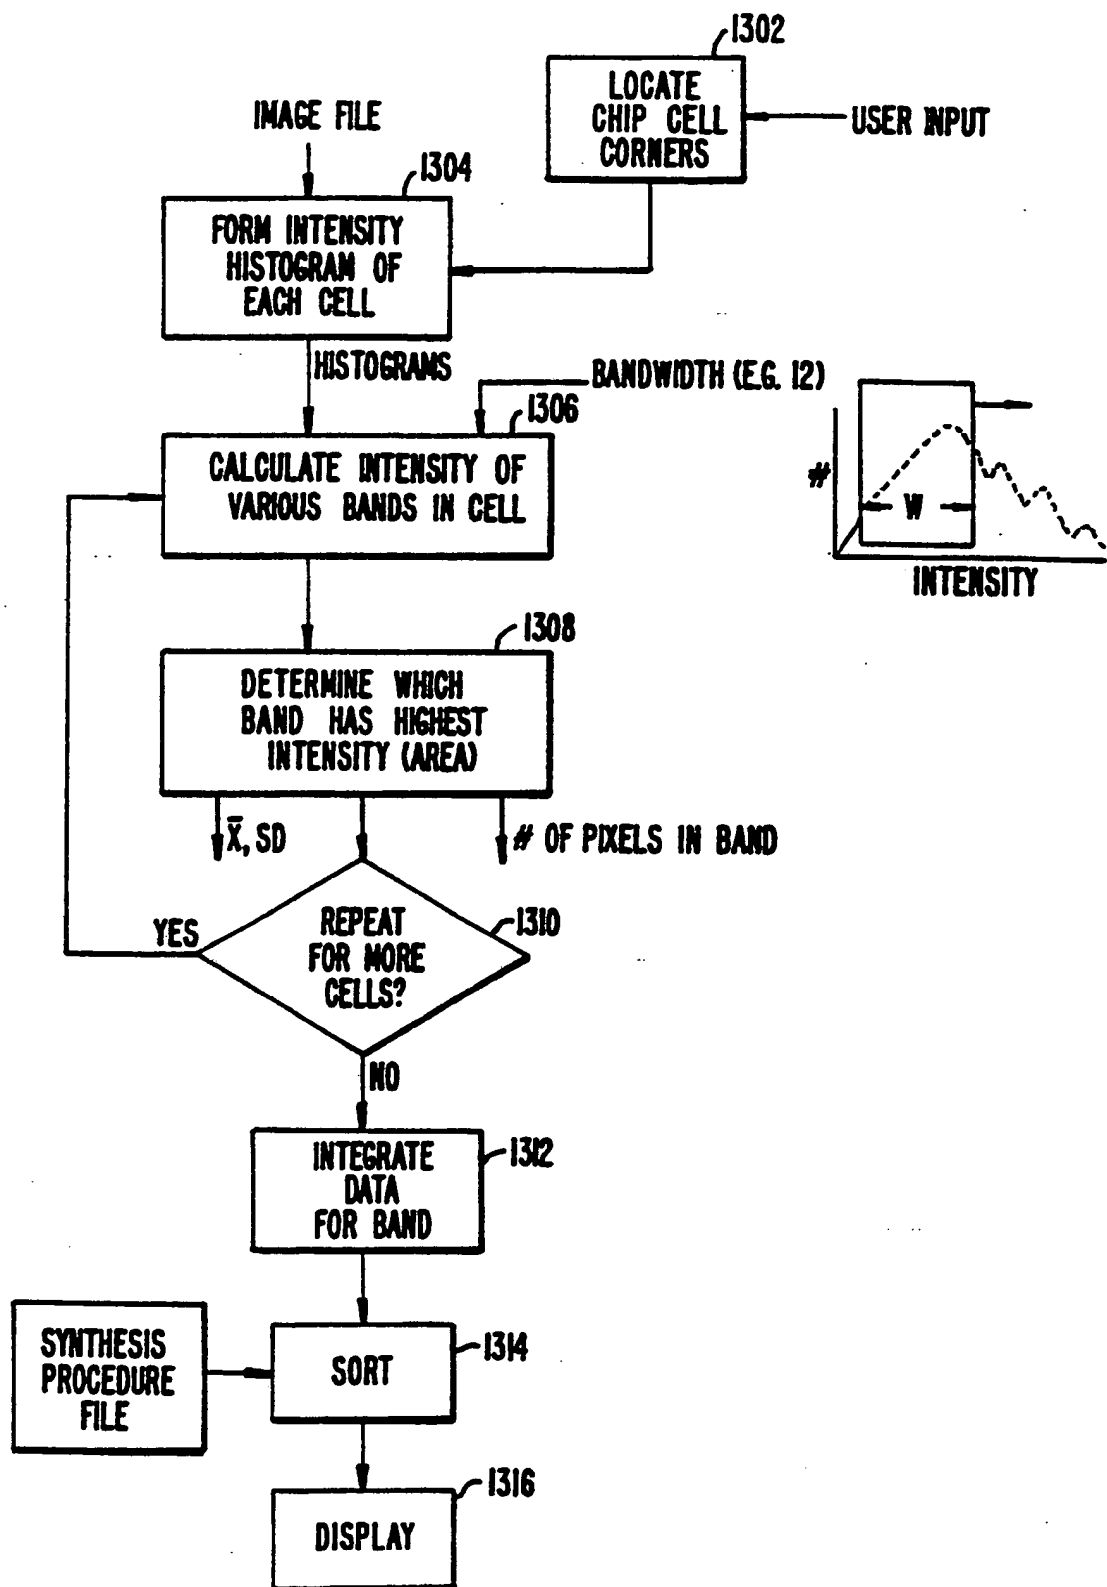 1302
LOCATE
CHIP CELL
CORNERS
USER INPUT
IMAGE FILE
1304
FORM INTENSITY
HISTOGRAM OF
EACH CELL
HISTOGRAMS
BANDWIDTH (E.G. 12)
1306
CALCULATE INTENSITY OF
VARIOUS BANDS IN CELL
#
W
INTENSITY
1308
DETERMINE WHICH
BAND HAS HIGHEST
INTENSITY (AREA)
X̄, SD
# OF PIXELS IN BAND
1310
REPEAT
FOR MORE
CELLS?
YES
NO
1312
INTEGRATE
DATA
FOR BAND
SYNTHESIS
PROCEDURE
FILE
1314
SORT
1316
DISPLAY